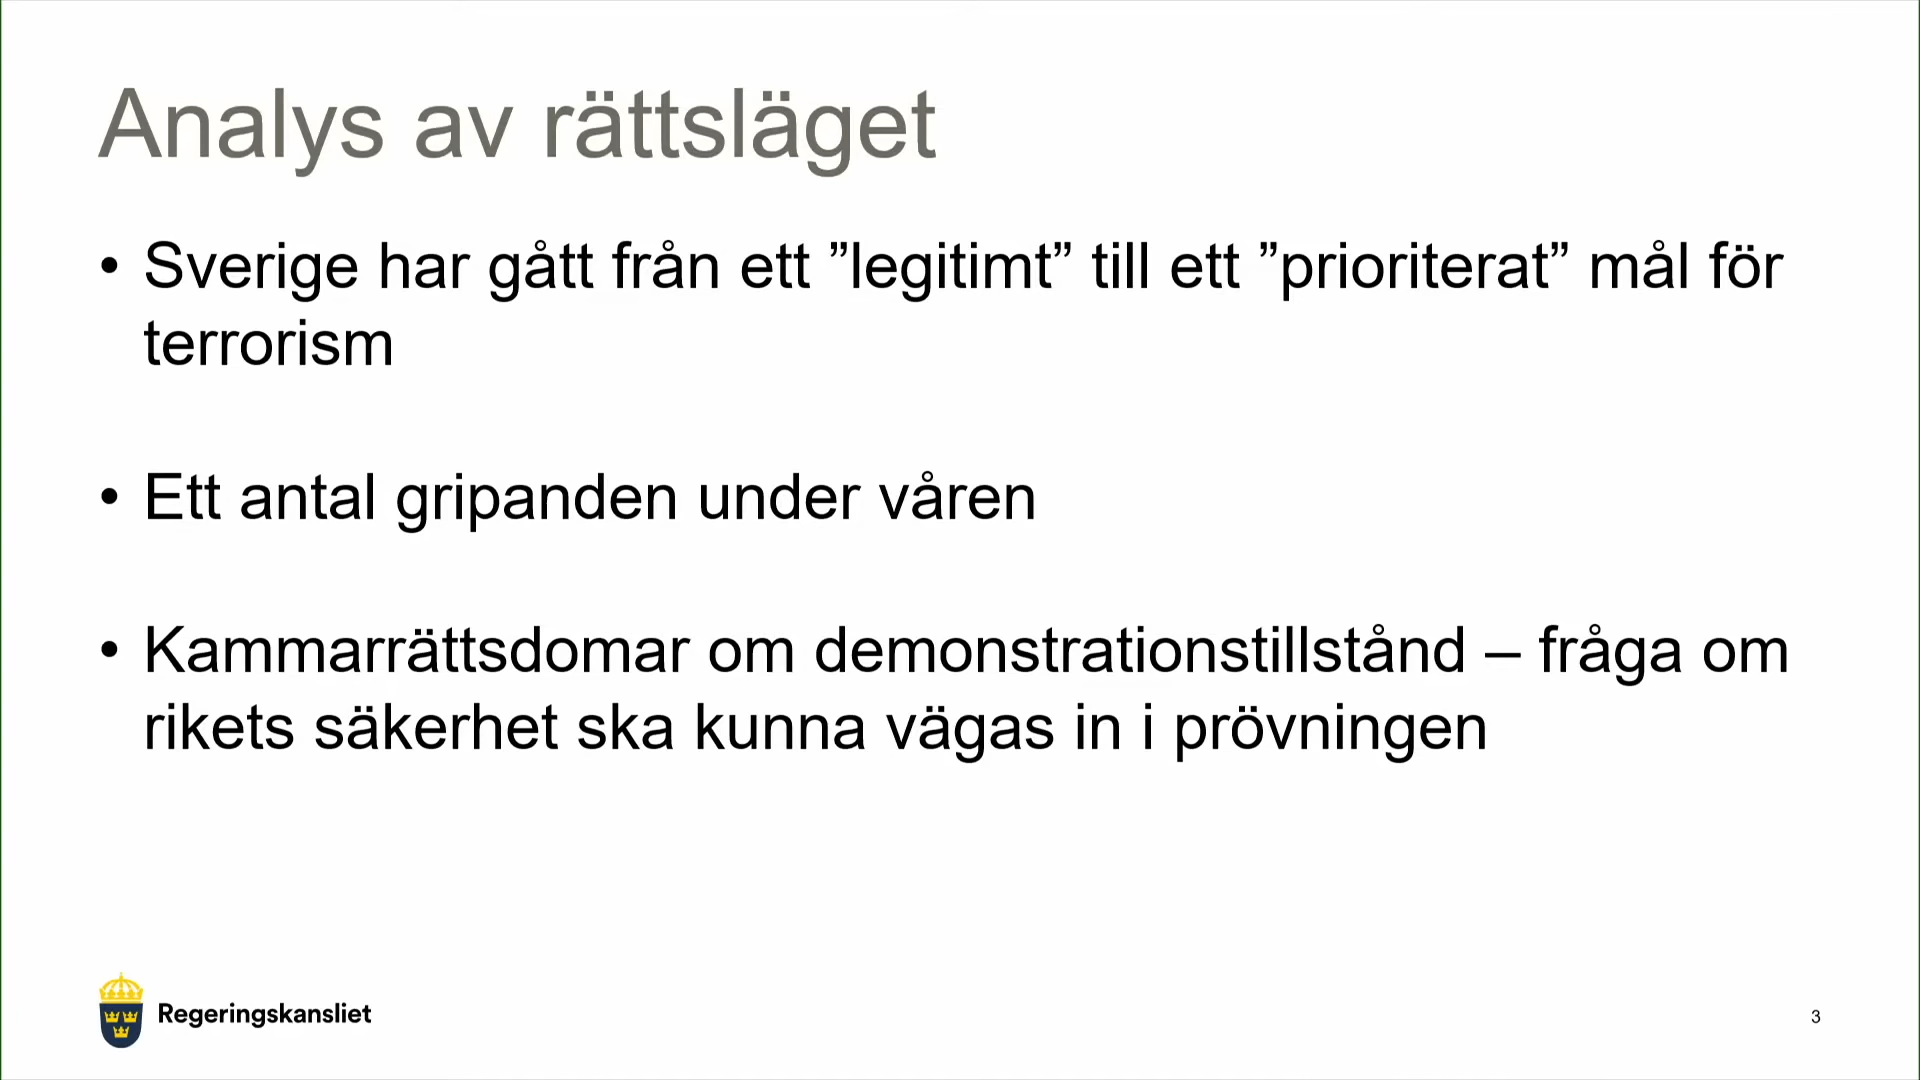 Analys av rättsläget
• Sverige har gått från ett ”legitimt” till ett ”prioriterat” mål för
terrorism
• Ett antal gripanden under våren
• Kammarrättsdomar om demonstrationstillstånd – fråga om
rikets säkerhet ska kunna vägas in i prövningen
Regeringskansliet
3